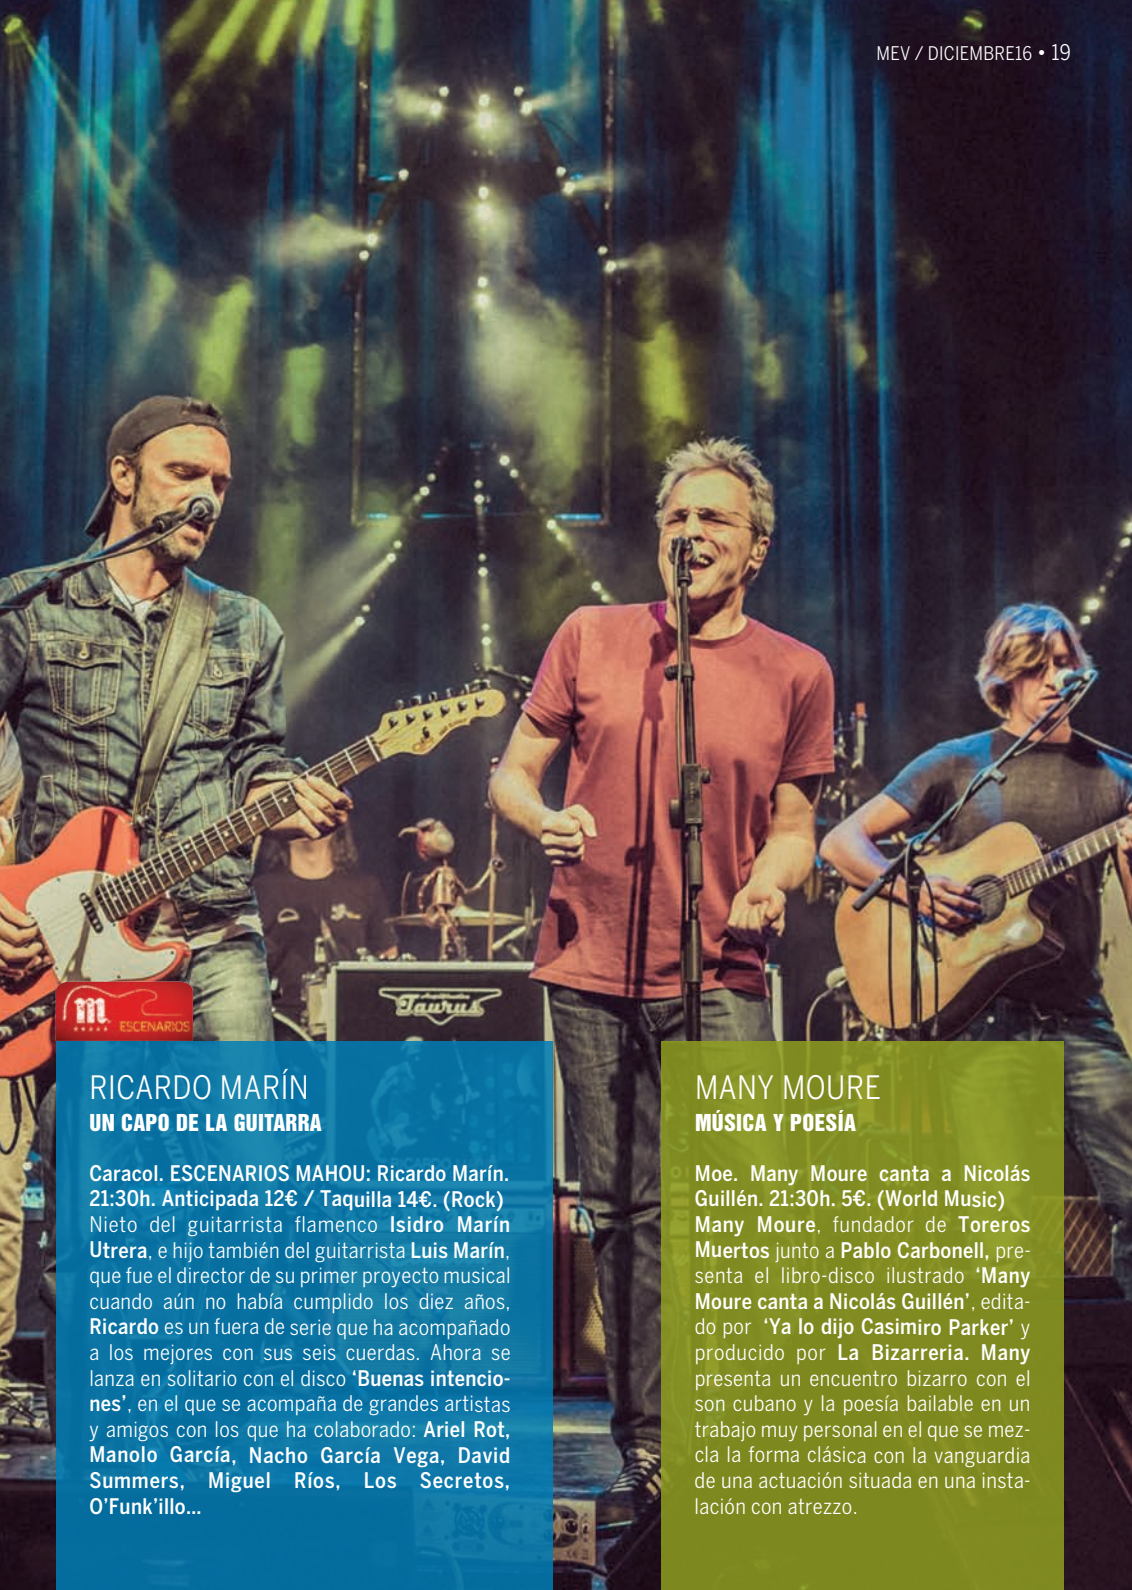 MEV / DICIEMBRE16 • 19
Taurus
m
ESCENARIOS
RICARDO MARÍN
UN CAPO DE LA GUITARRA
Caracol. ESCENARIOS MAHOU: Ricardo Marín.
21:30h. Anticipada 12€ / Taquilla 14€. (Rock)
Nieto del guitarrista flamenco Isidro Marín
Utrera, e hijo también del guitarrista Luis Marín,
que fue el director de su primer proyecto musical
cuando aún no había cumplido los diez años,
Ricardo es un fuera de serie que ha acompañado
a los mejores con sus seis cuerdas. Ahora se
lanza en solitario con el disco ‘Buenas intencio-
nes’, en el que se acompaña de grandes artistas
y amigos con los que ha colaborado: Ariel Rot,
Manolo García, Nacho García Vega, David
Summers, Miguel Ríos, Los Secretos,
O’Funk’illo...
MANY MOURE
MÚSICA Y POESÍA
Moe. Many Moure canta a Nicolás
Guillén. 21:30h. 5€. (World Music)
Many Moure, fundador de Toreros
Muertos junto a Pablo Carbonell, pre-
senta el libro-disco ilustrado ‘Many
Moure canta a Nicolás Guillén’, edita-
do por ‘Ya lo dijo Casimiro Parker’ y
producido por La Bizarreria. Many
presenta un encuentro bizarro con el
son cubano y la poesía bailable en un
trabajo muy personal en el que se mez-
cla la forma clásica con la vanguardia
de una actuación situada en una insta-
lación con atrezzo.